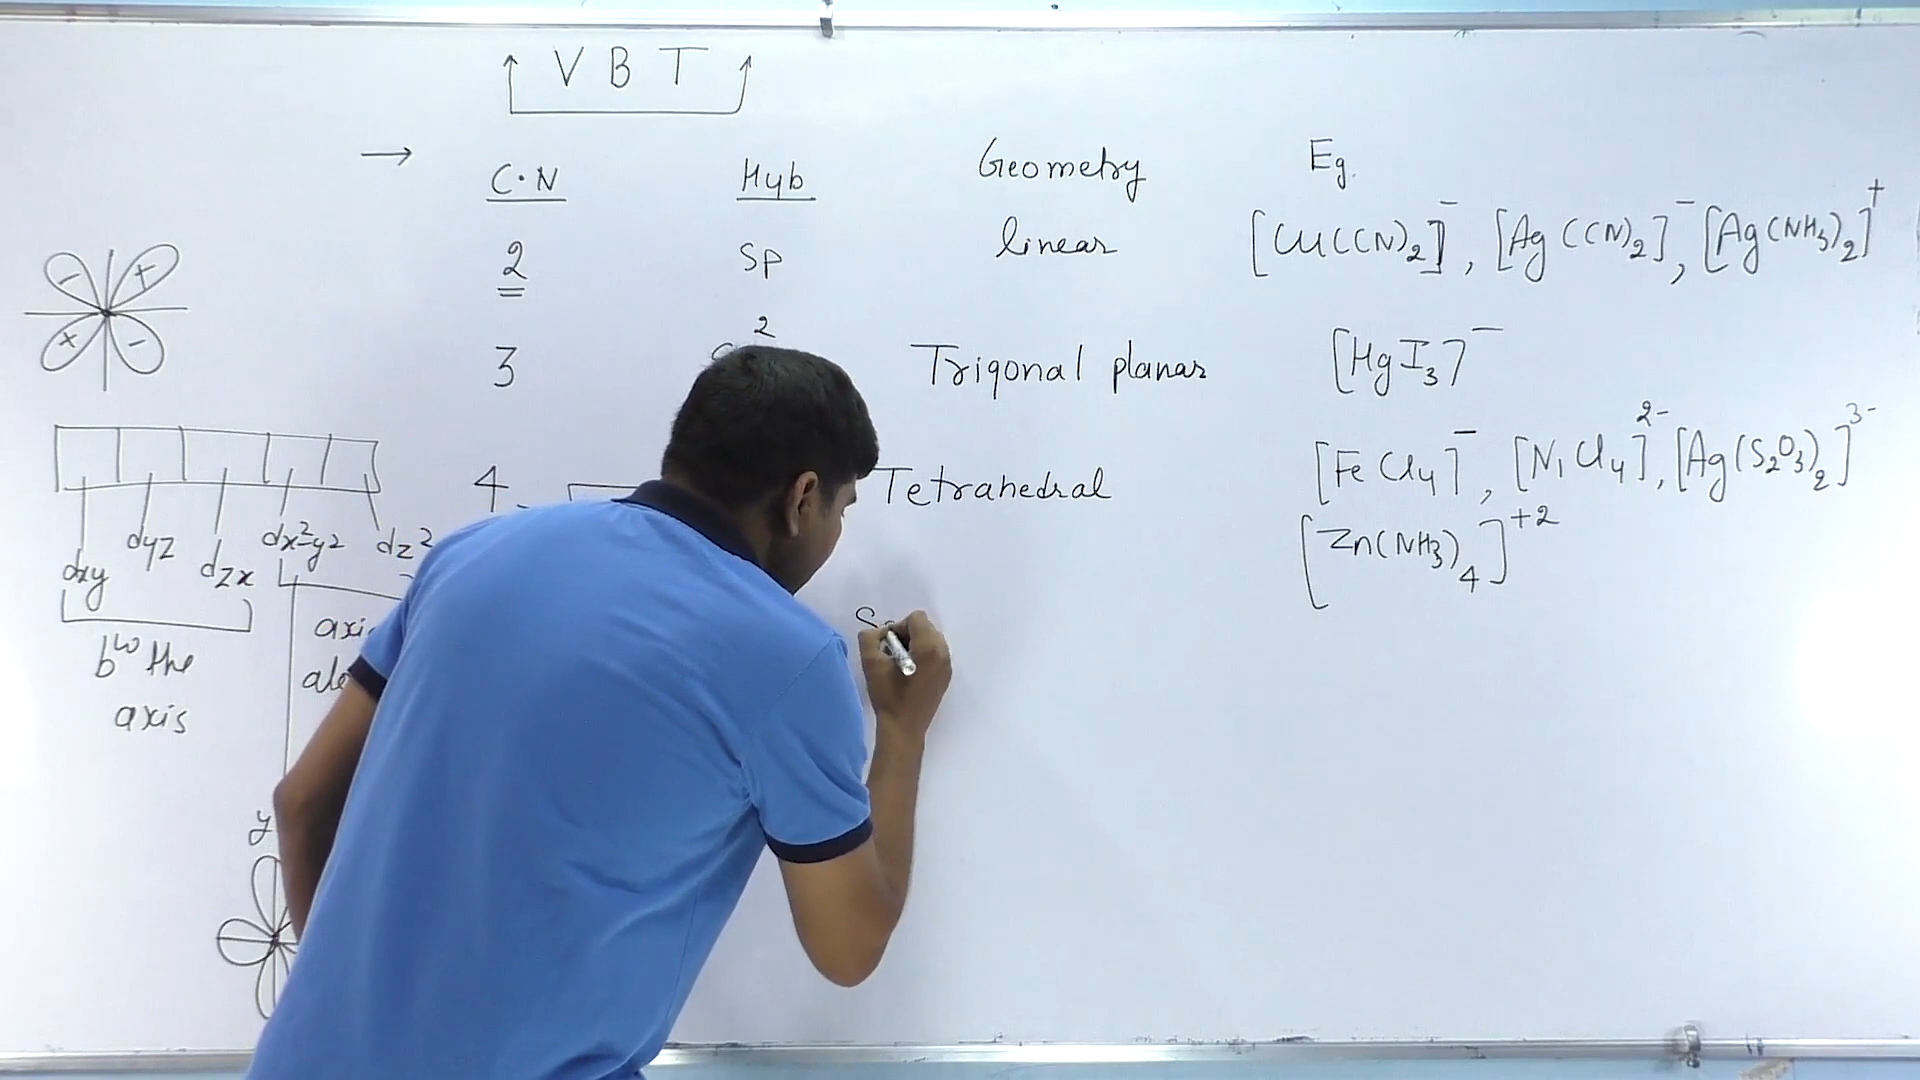 V B T
→ C.N Hyb Geometry Eg.
2 Sp linear [Cu(CN)2]⁻, [Ag(CN)2]⁻, [Ag(NH3)2]⁺
3 2 Trigonal planar [HgI3]⁻
4 Tetrahedral [FeCl4]⁻, [NiCl4]²⁻, [Ag(S2O3)2]³⁻
[Zn(NH3)4]⁺²
- +
+ -
dxy dyz dzx dx²-y² dz²
b^w the
axis
y